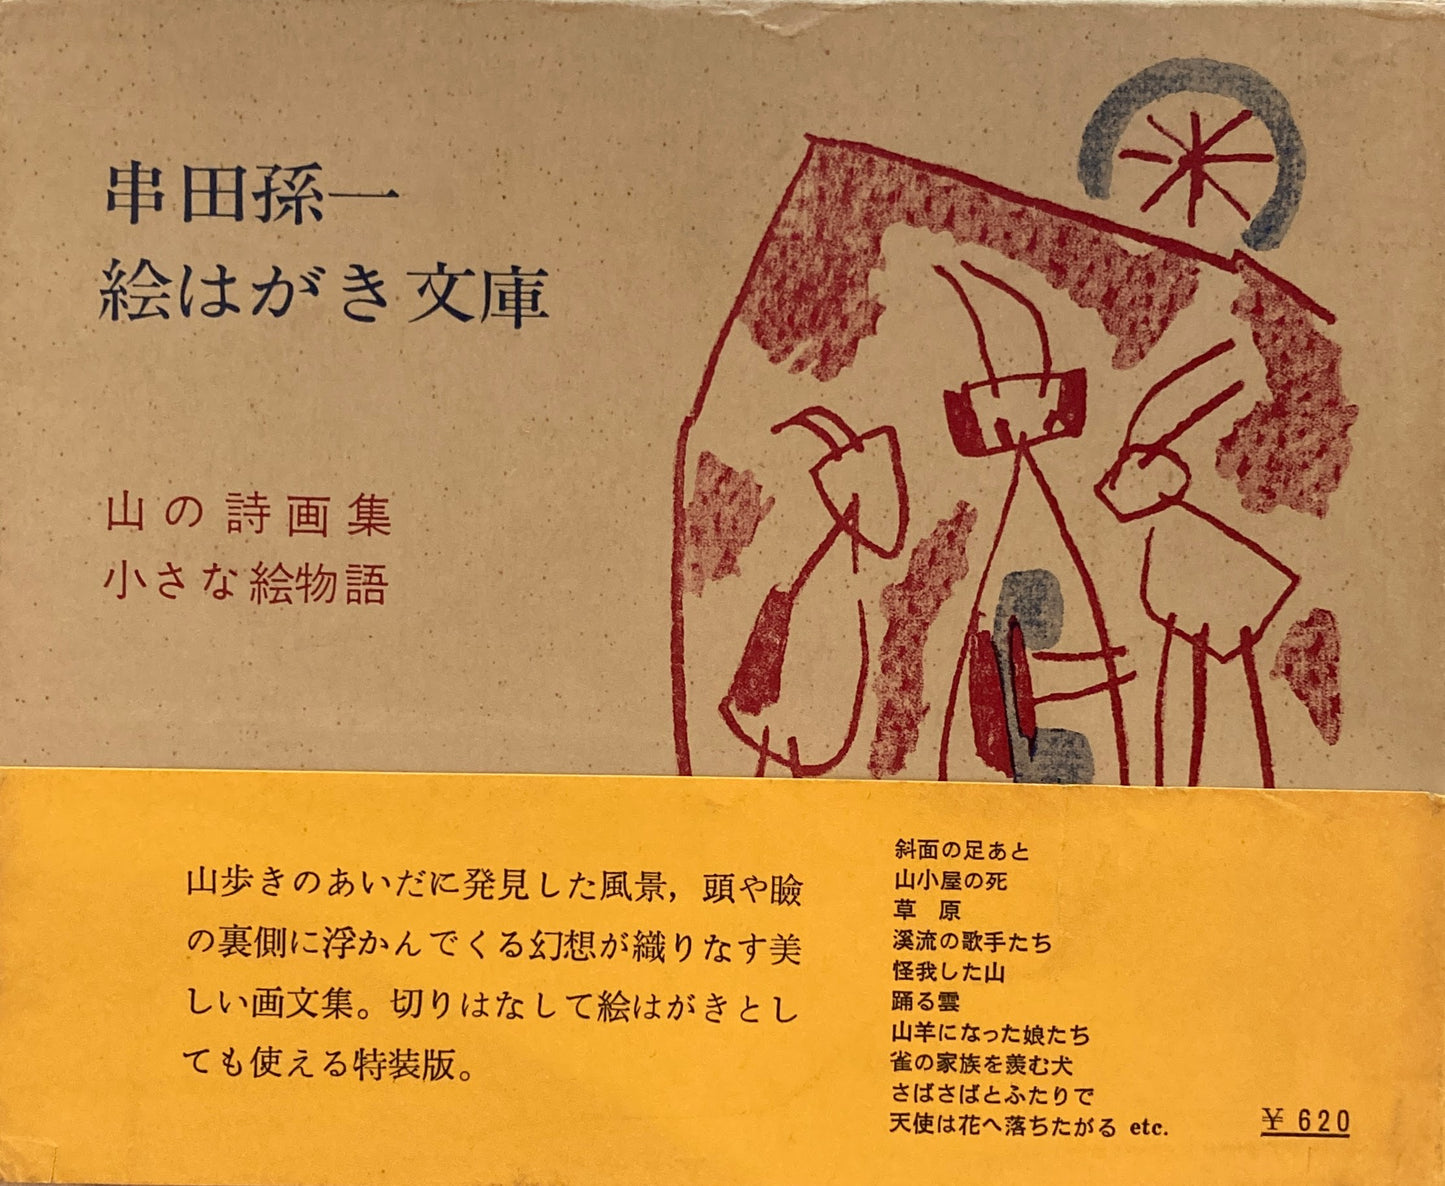 串田孫一
絵はがき文庫
山の詩画集
小さな絵物語
山歩きのあいだに発見した風景，頭や瞼
の裏側に浮かんでくる幻想が織りなす美
しい画文集。切りはなして絵はがきとし
ても使える特装版。
斜面の足あと
山小屋の死
草　原
溪流の歌手たち
怪我した山
踊る雲
山羊になった娘たち
雀の家族を羨む犬
さばさばとふたりで
天使は花へ落ちたがる etc.
￥620